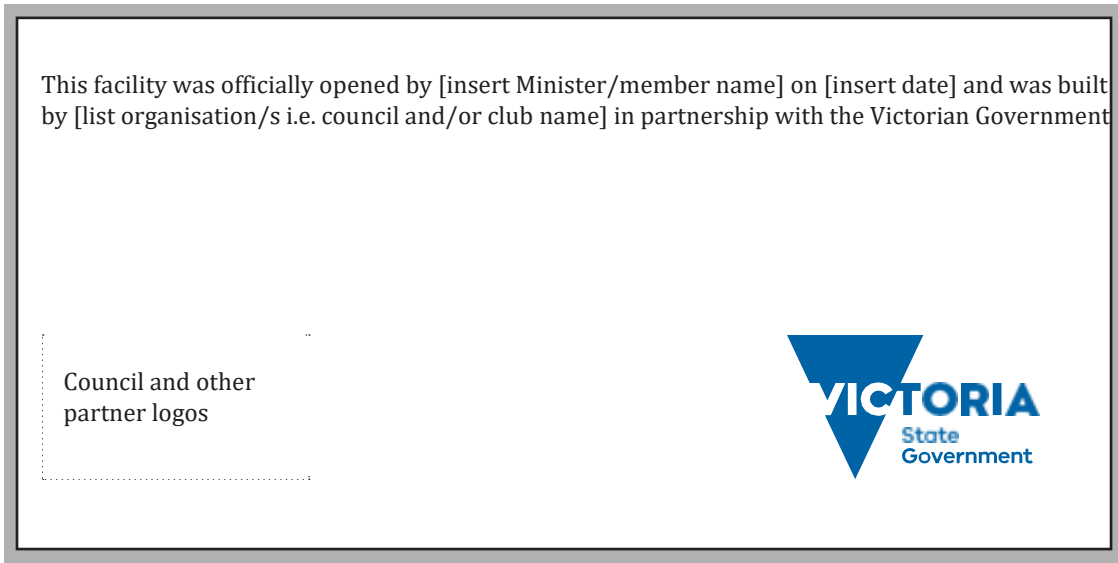 This facility was officially opened by [insert Minister/member name] on [insert date] and was built
by [list organisation/s i.e. council and/or club name] in partnership with the Victorian Government
Council and other
partner logos
VICTORIA
State
Government